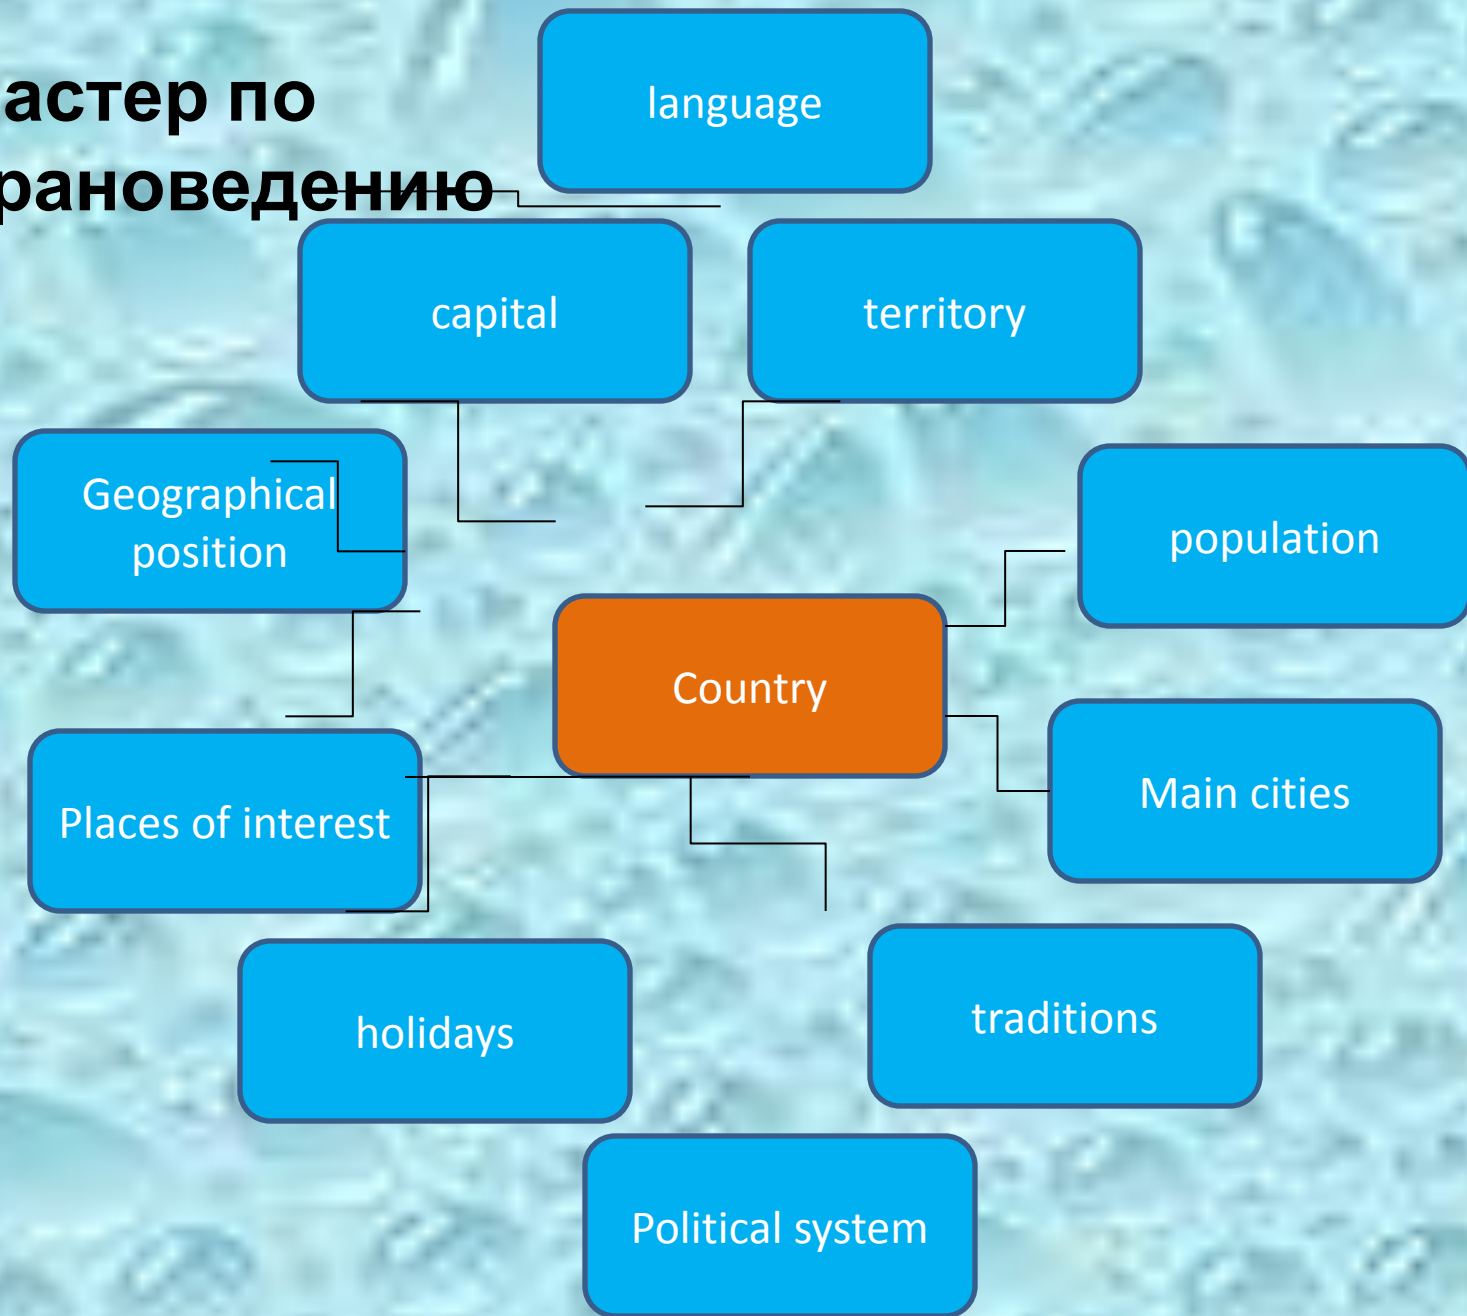 астер по
рановедению
language
capital
territory
Geographical
position
population
Country
Places of interest
Main cities
holidays
traditions
Political system